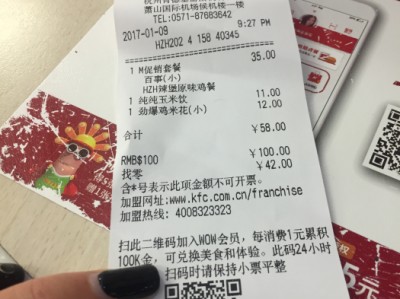 萧山国际机场候机楼一楼
TEL:0571-87683642
2017-01-09 9:27 PM
HZH202 4 158 40345
1 M促销套餐 35.00
百事(小)
HZH辣堡原味鸡餐
1 纯纯玉米饮 11.00
1 劲爆鸡米花(小) 12.00
合计 ¥58.00
RMB$100 ¥100.00
找零 ¥42.00
含*号表示此项金额不可开票。
加盟网址:www.kfc.com.cn/franchise
加盟热线: 4008323323
扫此二维码加入WOW会员，每消费1元累积
100K金，可兑换美食和体验。此码24小时
扫码时请保持小票平整
5元